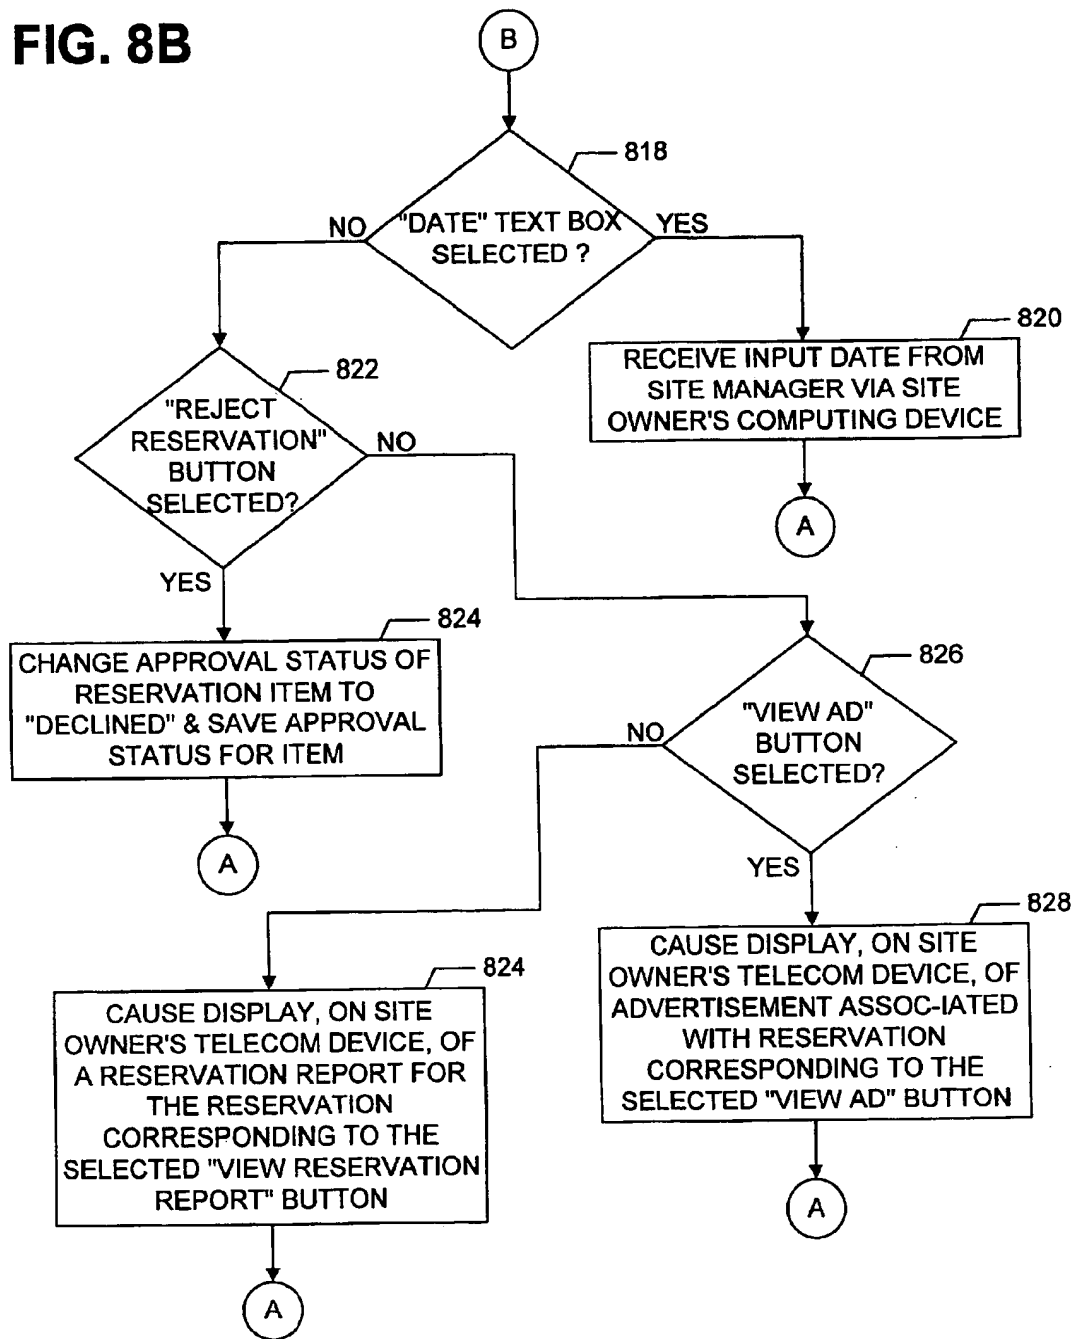 FIG. 8B
B
818
"DATE" TEXT BOX
SELECTED ?
NO
YES
820
RECEIVE INPUT DATE FROM
SITE MANAGER VIA SITE
OWNER'S COMPUTING DEVICE
A
822
"REJECT
RESERVATION"
BUTTON
SELECTED?
NO
YES
824
CHANGE APPROVAL STATUS OF
RESERVATION ITEM TO
"DECLINED" & SAVE APPROVAL
STATUS FOR ITEM
A
826
"VIEW AD"
BUTTON
SELECTED?
NO
YES
828
CAUSE DISPLAY, ON SITE
OWNER'S TELECOM DEVICE, OF
ADVERTISEMENT ASSOC-IATED
WITH RESERVATION
CORRESPONDING TO THE
SELECTED "VIEW AD" BUTTON
A
824
CAUSE DISPLAY, ON SITE
OWNER'S TELECOM DEVICE, OF
A RESERVATION REPORT FOR
THE RESERVATION
CORRESPONDING TO THE
SELECTED "VIEW RESERVATION
REPORT" BUTTON
A